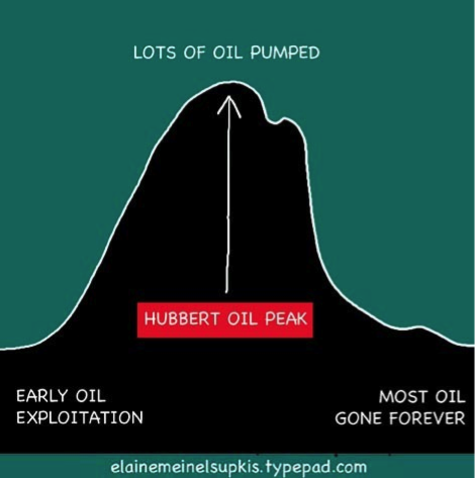 LOTS OF OIL PUMPED
HUBBERT OIL PEAK
EARLY OIL
EXPLOITATION
MOST OIL
GONE FOREVER
elainemeinelsupkis.typepad.com